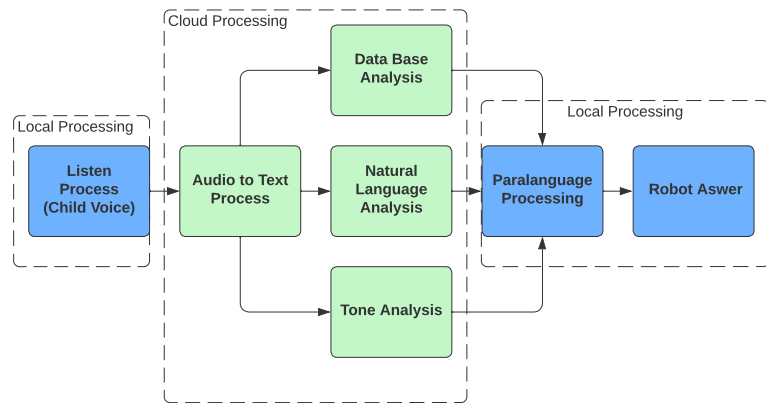 Cloud Processing
Data Base
Analysis
Local Processing
Local Processing
Listen
Process
(Child Voice)
Audio to Text
Process
Natural
Language
Analysis
Paralanguage
Processing
Robot Aswer
Tone Analysis